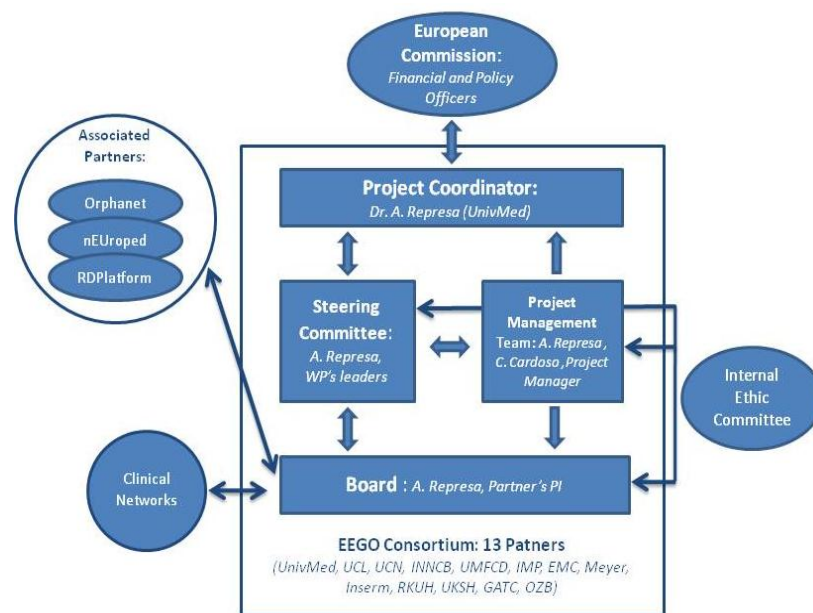 European
Commission:
Financial and Policy
Officers
Associated
Partners:
Orphanet
nEUroped
RDPlatform
Project Coordinator:
Dr. A. Represa (UnivMed)
Steering
Committee:
A. Represa,
WP's leaders
Project
Management
Team: A. Represa ,
C. Cardoso ,Project
Manager
Internal
Ethic
Committee
Clinical
Networks
Board : A. Represa, Partner's PI
EEGO Consortium: 13 Patners
(UnivMed, UCL, UCN, INNCB, UMFCD, IMP, EMC, Meyer,
Inserm, RKUH, UKSH, GATC, OZB)